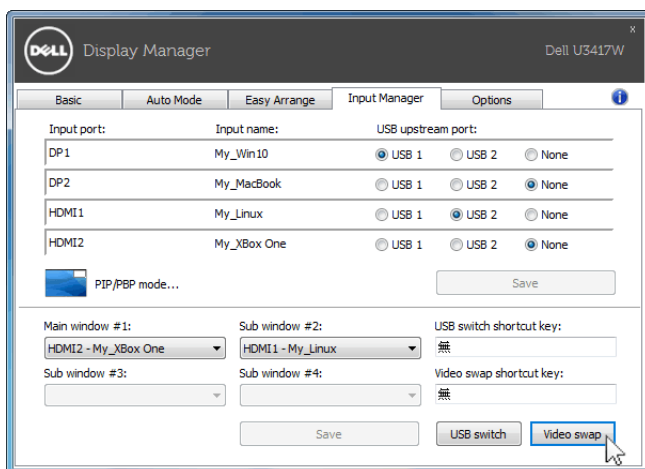 DELL Display Manager Dell U3417W x
Basic Auto Mode Easy Arrange Input Manager Options i
Input port: Input name: USB upstream port:
DP1 My_Win10 USB 1 USB 2 None
DP2 My_MacBook USB 1 USB 2 None
HDMI1 My_Linux USB 1 USB 2 None
HDMI2 My_XBox One USB 1 USB 2 None
PIP/PBP mode... Save
Main window #1: Sub window #2: USB switch shortcut key:
HDMI2 - My_XBox One HDMI1 - My_Linux 無
Sub window #3: Sub window #4: Video swap shortcut key:
無
Save USB switch Video swap